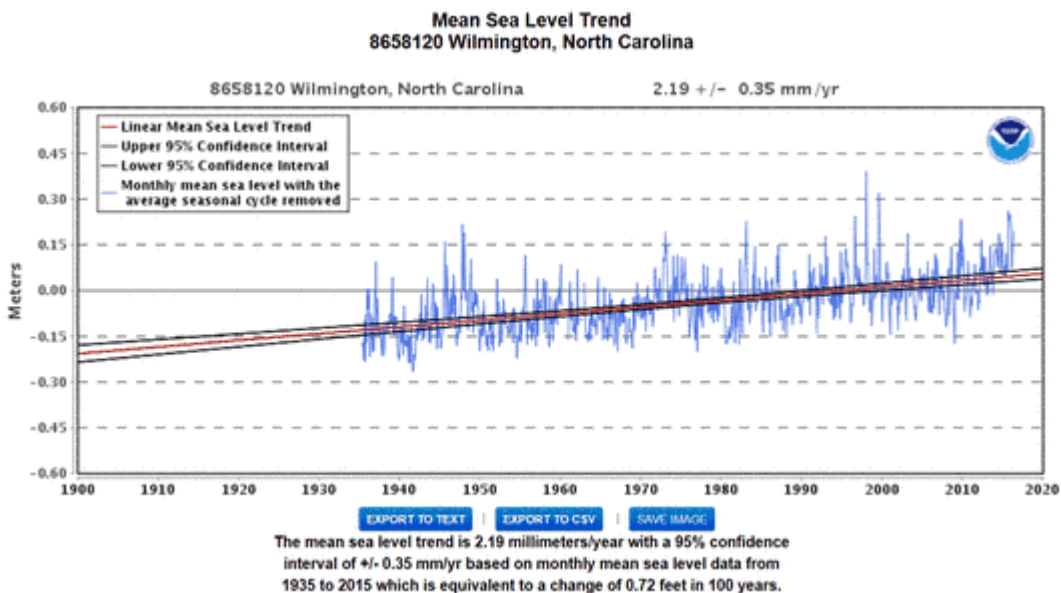 Mean Sea Level Trend
8658120 Wilmington, North Carolina
8658120 Wilmington, North Carolina 2.19 +/- 0.35 mm/yr
0.60
0.45
0.30
0.15
0.00
-0.15
-0.30
-0.45
-0.60
Meters
Linear Mean Sea Level Trend
Upper 95% Confidence Interval
Lower 95% Confidence Interval
Monthly mean sea level with the
average seasonal cycle removed
1900 1910 1920 1930 1940 1950 1960 1970 1980 1990 2000 2010 2020
EXPORT TO TEXT | EXPORT TO CSV | SAVE IMAGE
The mean sea level trend is 2.19 millimeters/year with a 95% confidence
interval of +/- 0.35 mm/yr based on monthly mean sea level data from
1935 to 2015 which is equivalent to a change of 0.72 feet in 100 years.